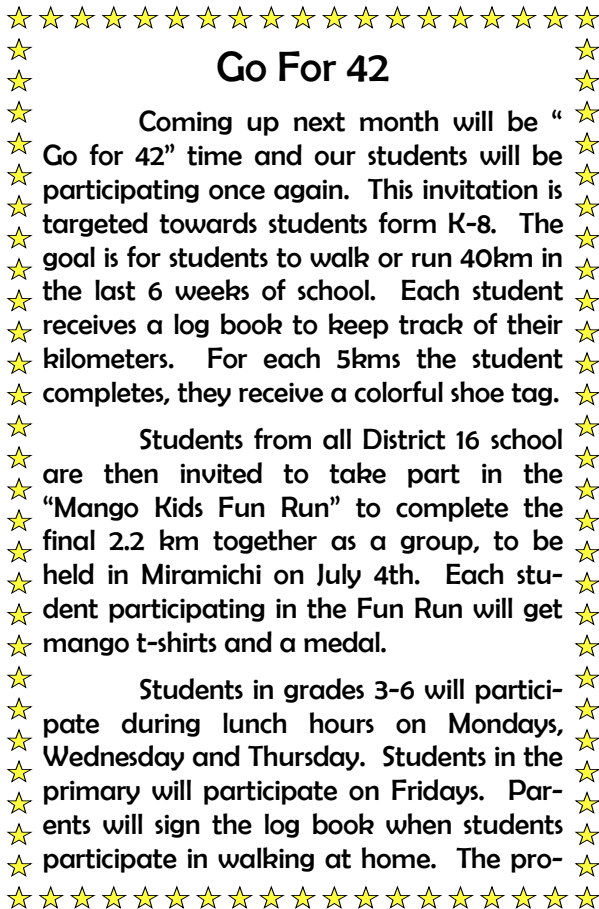 Go For 42
Coming up next month will be “
Go for 42” time and our students will be
participating once again. This invitation is
targeted towards students form K-8. The
goal is for students to walk or run 40km in
the last 6 weeks of school. Each student
receives a log book to keep track of their
kilometers. For each 5kms the student
completes, they receive a colorful shoe tag.
Students from all District 16 school
are then invited to take part in the
“Mango Kids Fun Run” to complete the
final 2.2 km together as a group, to be
held in Miramichi on July 4th. Each stu-
dent participating in the Fun Run will get
mango t-shirts and a medal.
Students in grades 3-6 will partici-
pate during lunch hours on Mondays,
Wednesday and Thursday. Students in the
primary will participate on Fridays. Par-
ents will sign the log book when students
participate in walking at home. The pro-